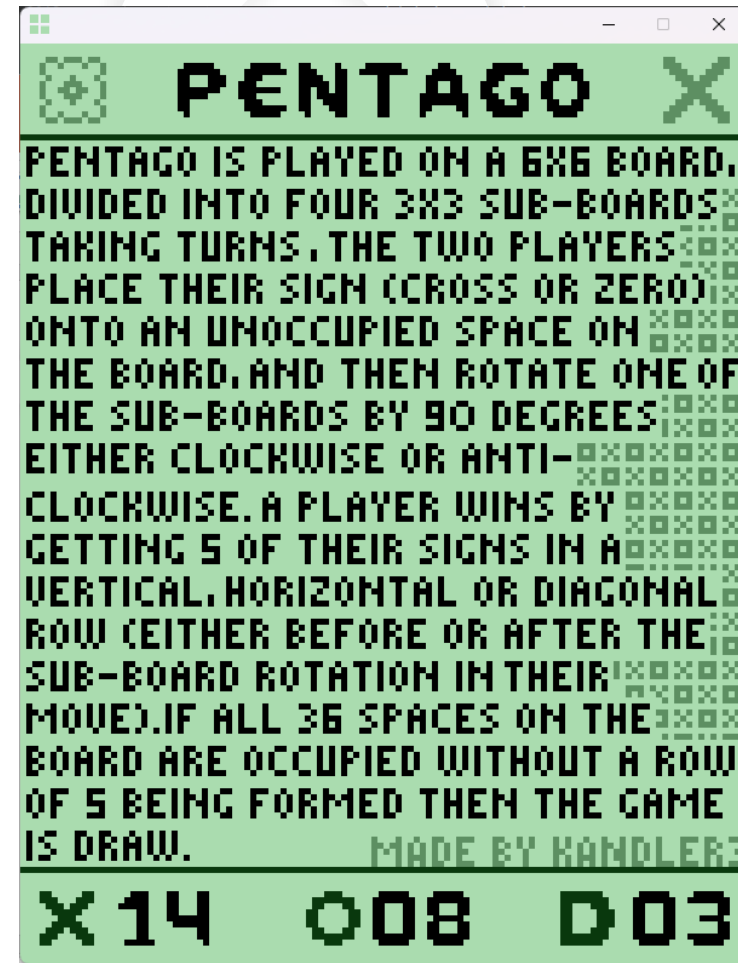 PENTAGO
PENTAGO IS PLAYED ON A 6X6 BOARD,
DIVIDED INTO FOUR 3X3 SUB-BOARDS
TAKING TURNS, THE TWO PLAYERS
PLACE THEIR SIGN (CROSS OR ZERO)
ONTO AN UNOCCUPIED SPACE ON
THE BOARD, AND THEN ROTATE ONE OF
THE SUB-BOARDS BY 90 DEGREES
EITHER CLOCKWISE OR ANTI-
CLOCKWISE. A PLAYER WINS BY
GETTING 5 OF THEIR SIGNS IN A
VERTICAL, HORIZONTAL OR DIAGONAL
ROW (EITHER BEFORE OR AFTER THE
SUB-BOARD ROTATION IN THEIR
MOVE). IF ALL 36 SPACES ON THE
BOARD ARE OCCUPIED WITHOUT A ROW
OF 5 BEING FORMED THEN THE GAME
IS DRAW.
MADE BY
X 14 O 08 D 03